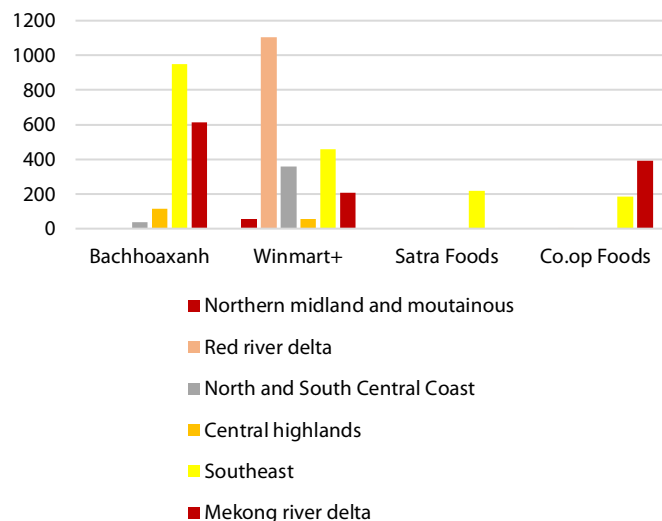 1200
1000
800
600
400
200
0
Bachhoaxanh Winmart+ Satra Foods Co.op Foods
Northern midland and moutainous
Red river delta
North and South Central Coast
Central highlands
Southeast
Mekong river delta